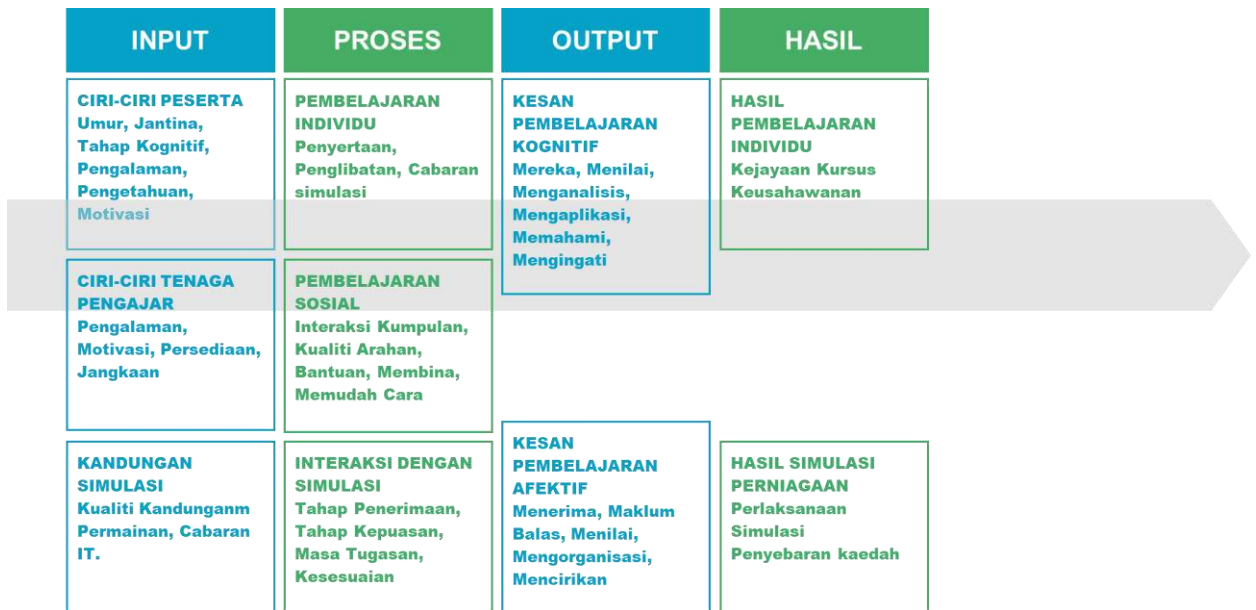 INPUT
CIRI-CIRI PESERTA
Umur, Jantina,
Tahap Kognitif,
Pengalaman,
Pengetahuan,
Motivasi
CIRI-CIRI TENAGA
PENGAJAR
Pengalaman,
Motivasi, Persediaan,
Jangkaan
KANDUNGAN
SIMULASI
Kualiti Kandunganm
Permainan, Cabaran
IT.
PROSES
PEMBELAJARAN
INDIVIDU
Penyertaan,
Penglibatan, Cabaran
simulasi
PEMBELAJARAN
SOSIAL
Interaksi Kumpulan,
Kualiti Arahan,
Bantuan, Membina,
Memudah Cara
INTERAKSI DENGAN
SIMULASI
Tahap Penerimaan,
Tahap Kepuasan,
Masa Tugasan,
Kesesuaian
OUTPUT
KESAN
PEMBELAJARAN
KOGNITIF
Mereka, Menilai,
Menganalisis,
Mengaplikasi,
Memahami,
Mengingati
KESAN
PEMBELAJARAN
AFEKTIF
Menerima, Maklum
Balas, Menilai,
Mengorganisasi,
Mencirikan
HASIL
HASIL
PEMBELAJARAN
INDIVIDU
Kejayaan Kursus
Keusahawanan
HASIL SIMULASI
PERNIAGAAN
Perlaksanaan
Simulasi
Penyebaran kaedah